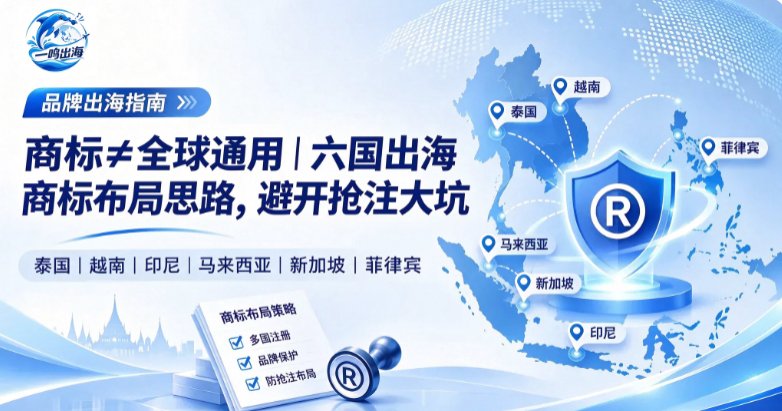 一鸣出海
品牌出海指南
商标≠全球通用｜六国出海
商标布局思路，避开抢注大坑
泰国｜越南｜印尼｜马来西亚｜新加坡｜菲律宾
商标布局策略
多国注册
品牌保护
防抢注布局
R
越南
泰国
菲律宾
R
马来西亚
新加坡
印尼